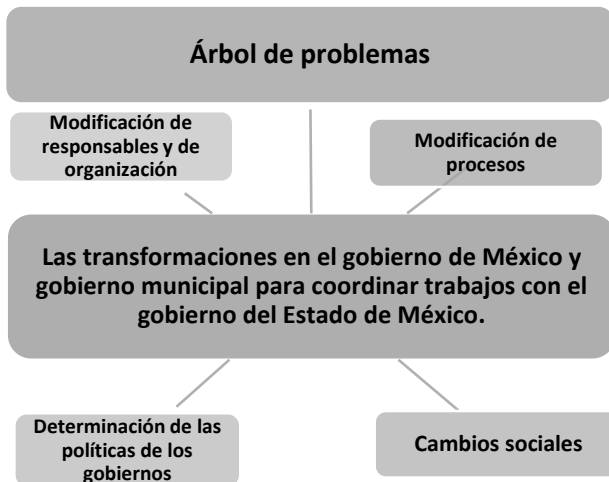 Árbol de problemas
Modificación de
responsables y de
organización
Modificación de
procesos
Las transformaciones en el gobierno de México y
gobierno municipal para coordinar trabajos con el
gobierno del Estado de México.
Determinación de las
políticas de los
gobiernos
Cambios sociales